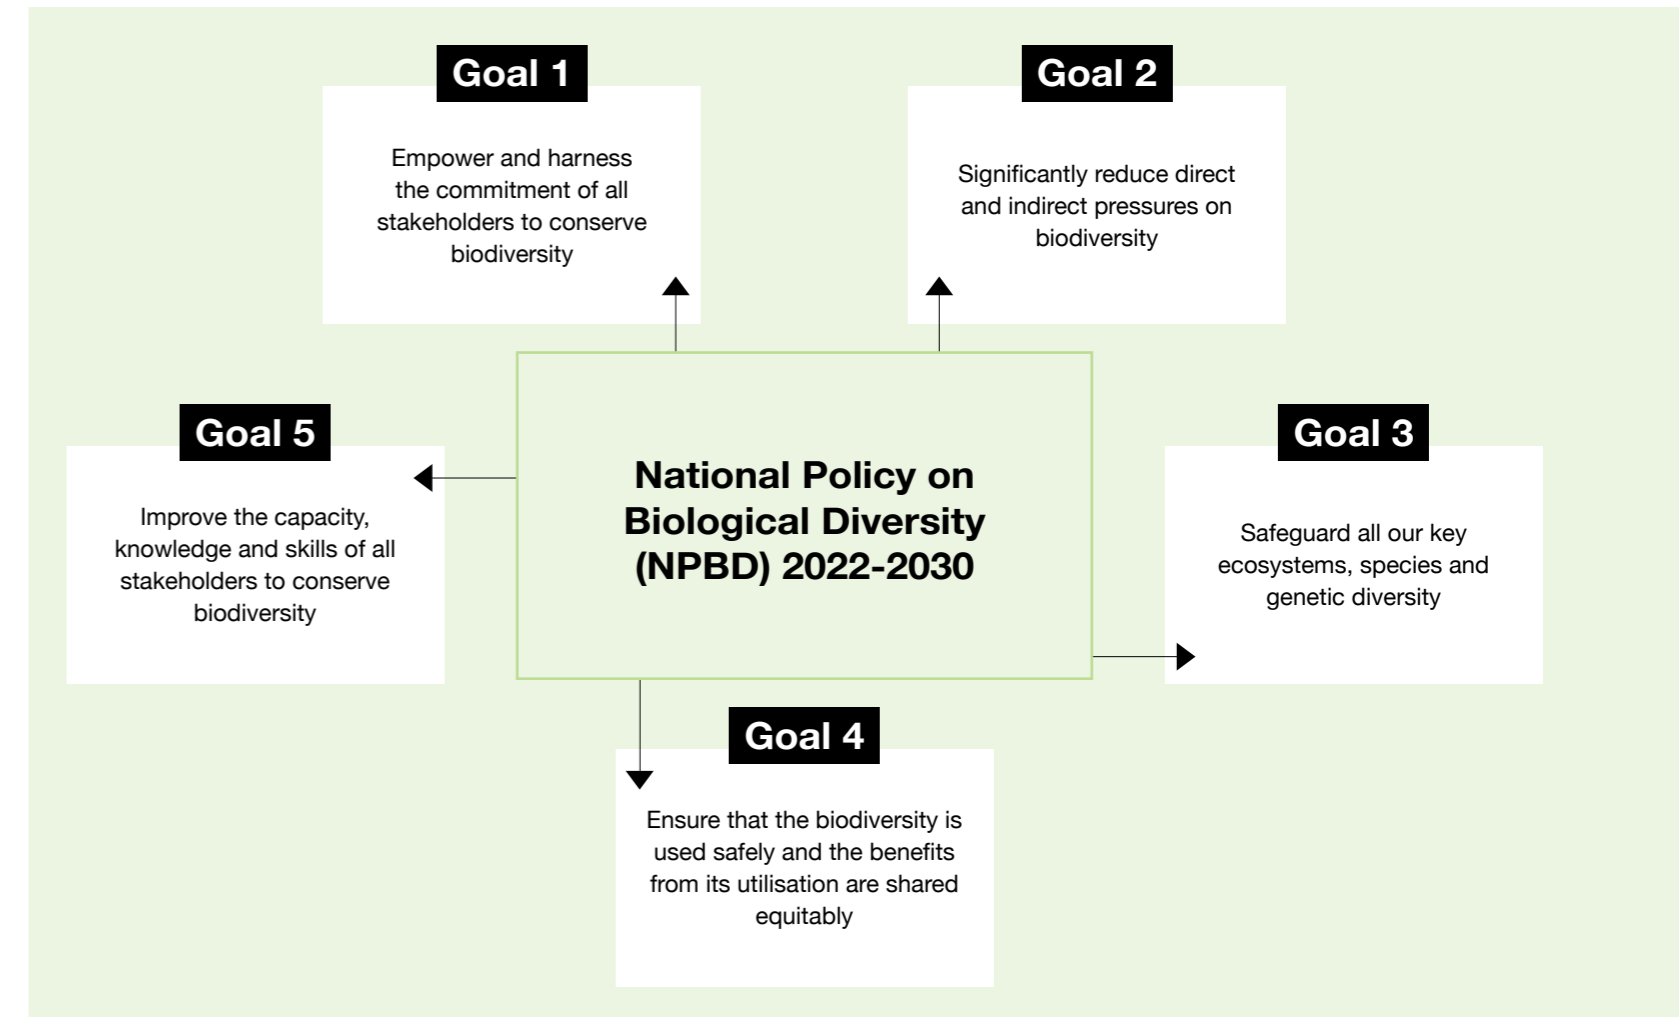 Goal 1
Empower and harness
the commitment of all
stakeholders to conserve
biodiversity
Goal 2
Significantly reduce direct
and indirect pressures on
biodiversity
Goal 5
Improve the capacity,
knowledge and skills of all
stakeholders to conserve
biodiversity
National Policy on
Biological Diversity
(NPBD) 2022-2030
Goal 3
Safeguard all our key
ecosystems, species and
genetic diversity
Goal 4
Ensure that the biodiversity is
used safely and the benefits
from its utilisation are shared
equitably